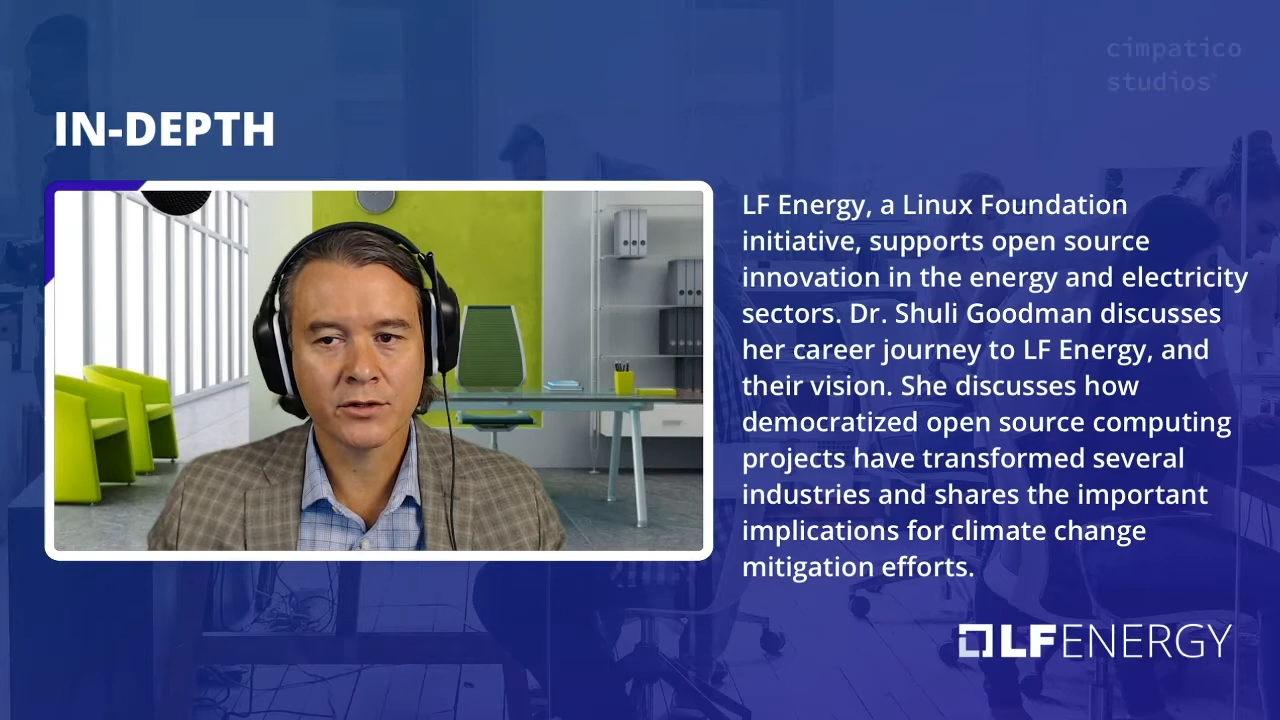 cimpatico
studios
IN-DEPTH
LF Energy, a Linux Foundation
initiative, supports open source
innovation in the energy and electricity
sectors. Dr. Shuli Goodman discusses
her career journey to LF Energy, and
their vision. She discusses how
democratized open source computing
projects have transformed several
industries and shares the important
implications for climate change
mitigation efforts.
LFENERGY